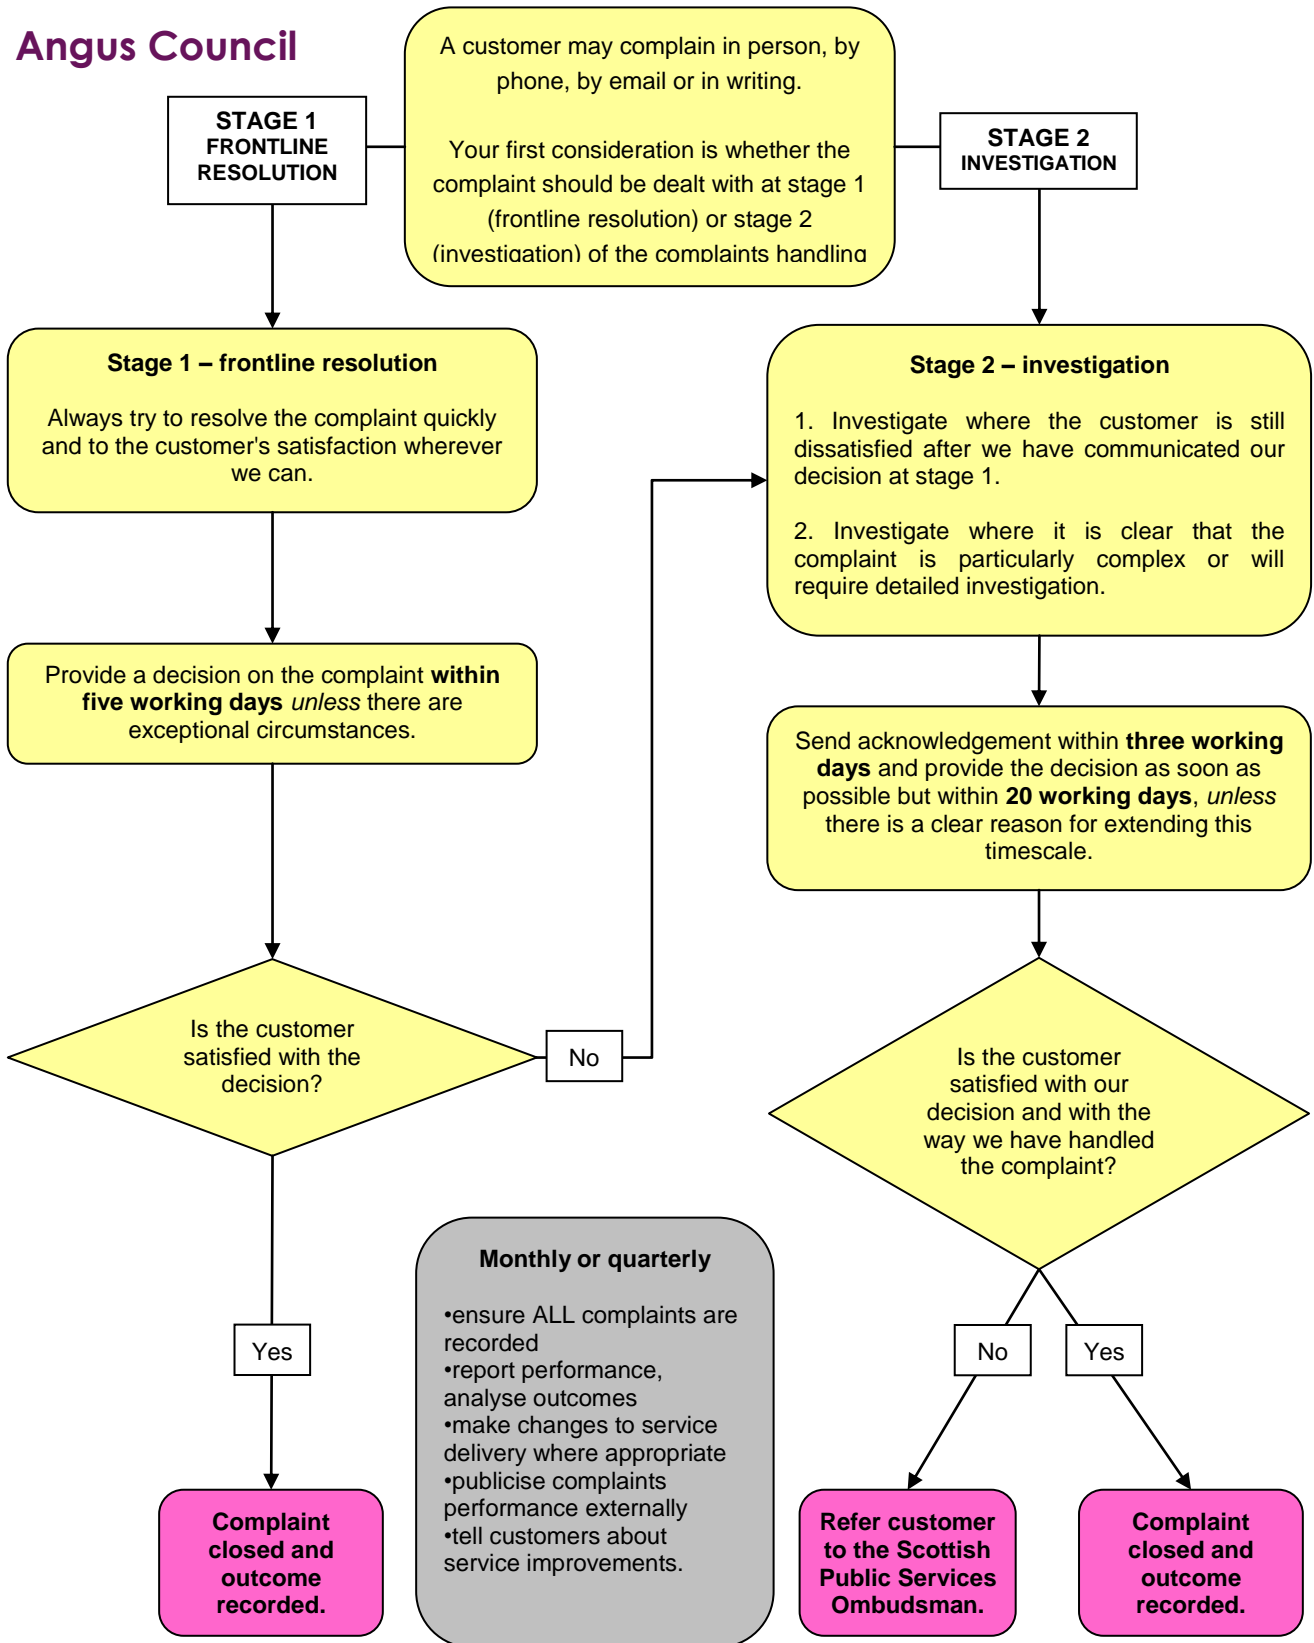 Angus Council
A customer may complain in person, by
phone, by email or in writing.
Your first consideration is whether the
complaint should be dealt with at stage 1
(frontline resolution) or stage 2
(investigation) of the complaints handling
STAGE 1
FRONTLINE
RESOLUTION
STAGE 2
INVESTIGATION
Stage 1 – frontline resolution
Always try to resolve the complaint quickly
and to the customer's satisfaction wherever
we can.
Provide a decision on the complaint within
five working days unless there are
exceptional circumstances.
Is the customer
satisfied with the
decision?
No
Yes
Complaint
closed and
outcome
recorded.
Stage 2 – investigation
1. Investigate where the customer is still
dissatisfied after we have communicated our
decision at stage 1.
2. Investigate where it is clear that the
complaint is particularly complex or will
require detailed investigation.
Send acknowledgement within three working
days and provide the decision as soon as
possible but within 20 working days, unless
there is a clear reason for extending this
timescale.
Is the customer
satisfied with our
decision and with the
way we have handled
the complaint?
No
Yes
Refer customer
to the Scottish
Public Services
Ombudsman.
Complaint
closed and
outcome
recorded.
Monthly or quarterly
•ensure ALL complaints are
recorded
•report performance,
analyse outcomes
•make changes to service
delivery where appropriate
•publicise complaints
performance externally
•tell customers about
service improvements.